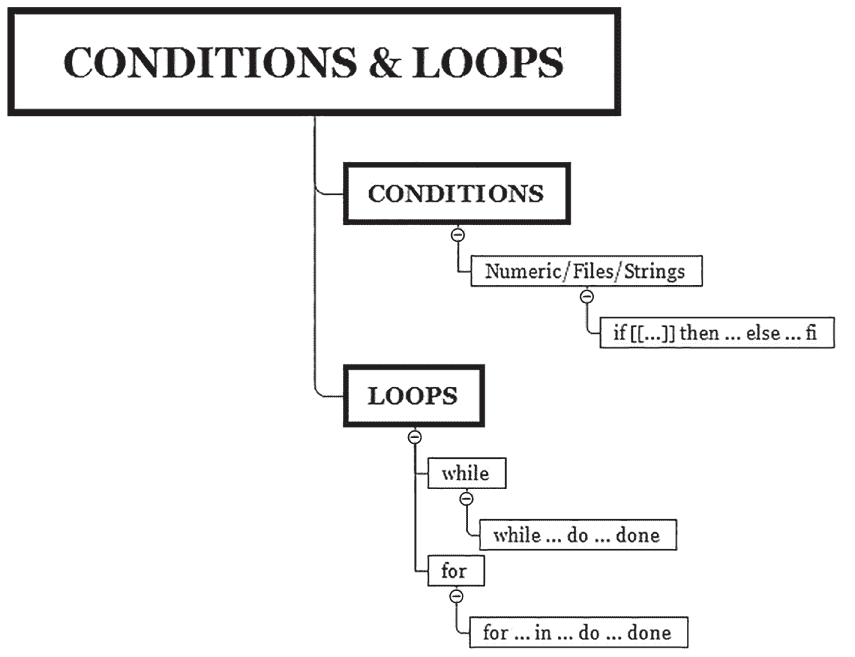 CONDITIONS & LOOPS
CONDITIONS
Numeric/Files/Strings
if [[...]] then ... else ... fi
LOOPS
while
while ... do ... done
for
for ... in ... do ... done